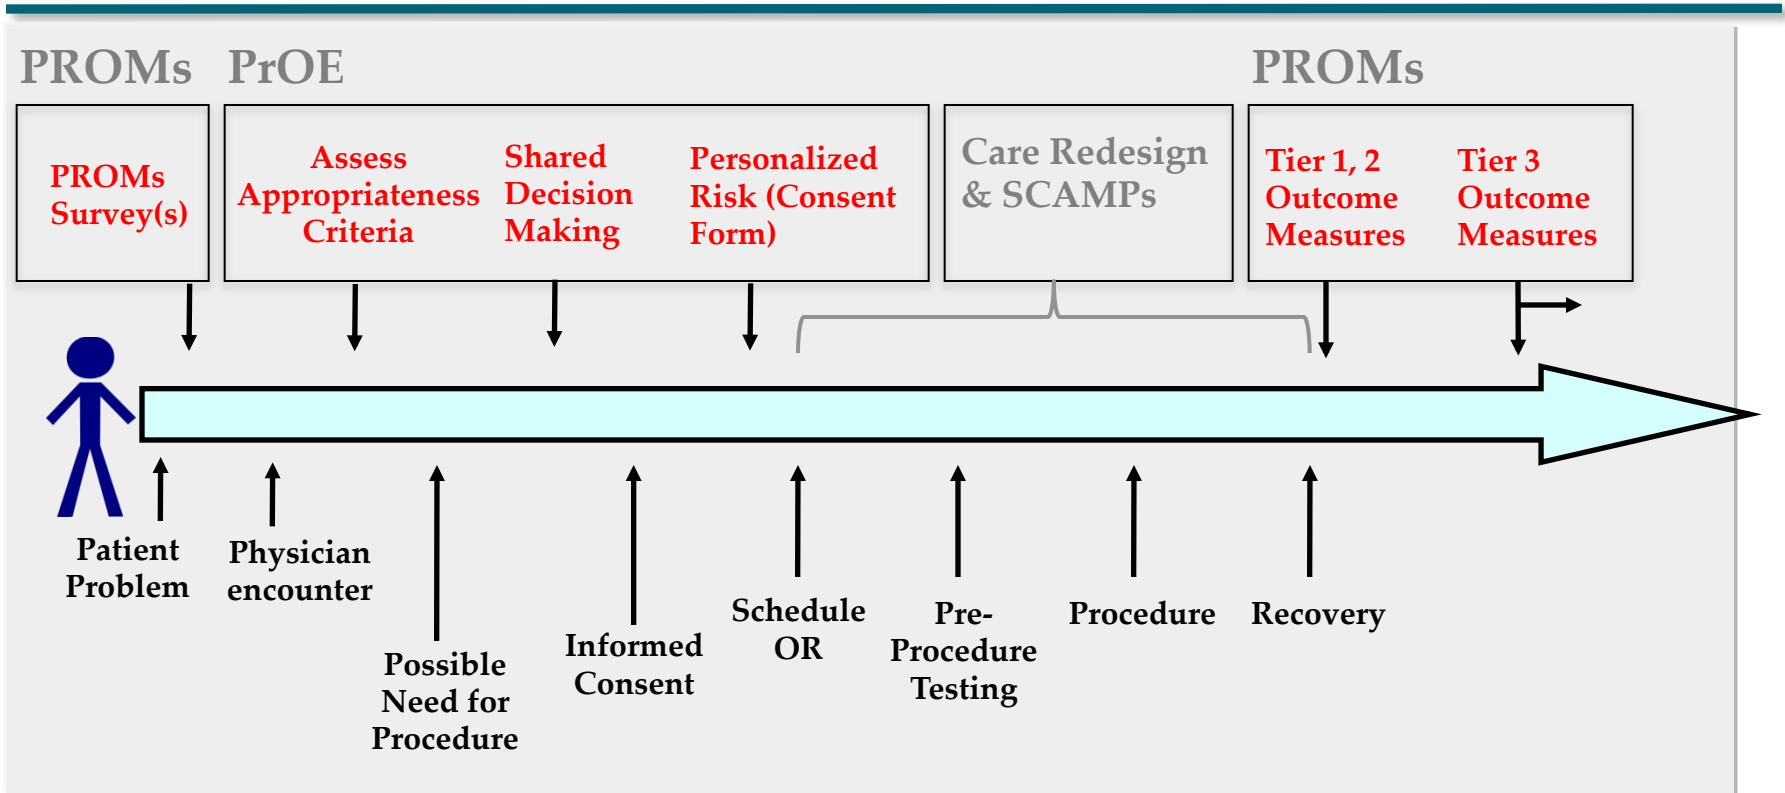 PROMs
PrOE
PROMs
PROMs
Survey(s)
Assess
Appropriateness
Criteria
Shared
Decision
Making
Personalized
Risk (Consent
Form)
Care Redesign
& SCAMPs
Tier 1, 2
Outcome
Measures
Tier 3
Outcome
Measures
Patient
Problem
Physician
encounter
Possible
Need for
Procedure
Informed
Consent
Schedule
OR
Pre-
Procedure
Testing
Procedure
Recovery